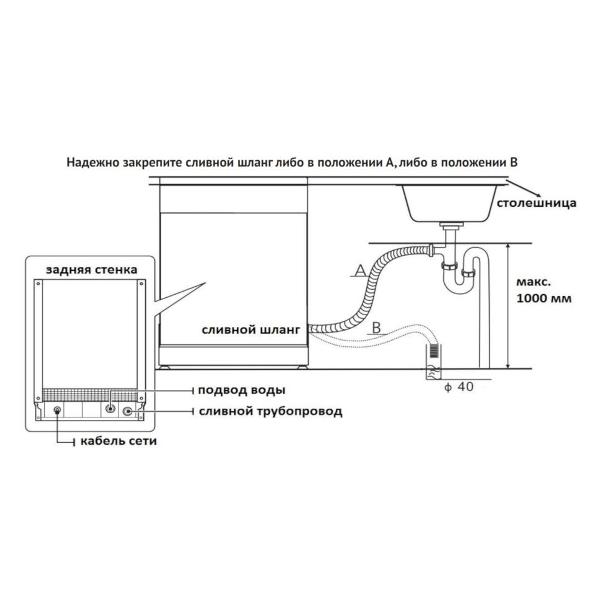 Надежно закрепите сливной шланг либо в положении А, либо в положении В
столешница
задняя стенка
A
макс.
1000 мм
сливной шланг
B
ф 40
подвод воды
сливной трубопровод
кабель сети